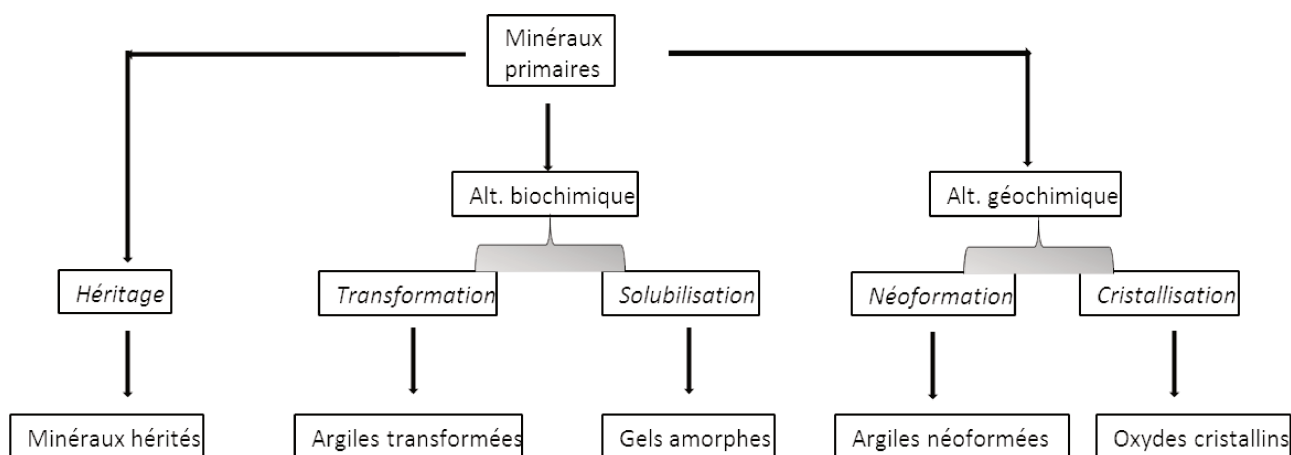 Minéraux
primaires
Alt. biochimique
Alt. géochimique
Héritage
Transformation
Solubilisation
Néoformation
Cristallisation
Minéraux hérités
Argiles transformées
Gels amorphes
Argiles néoformées
Oxydes cristallins